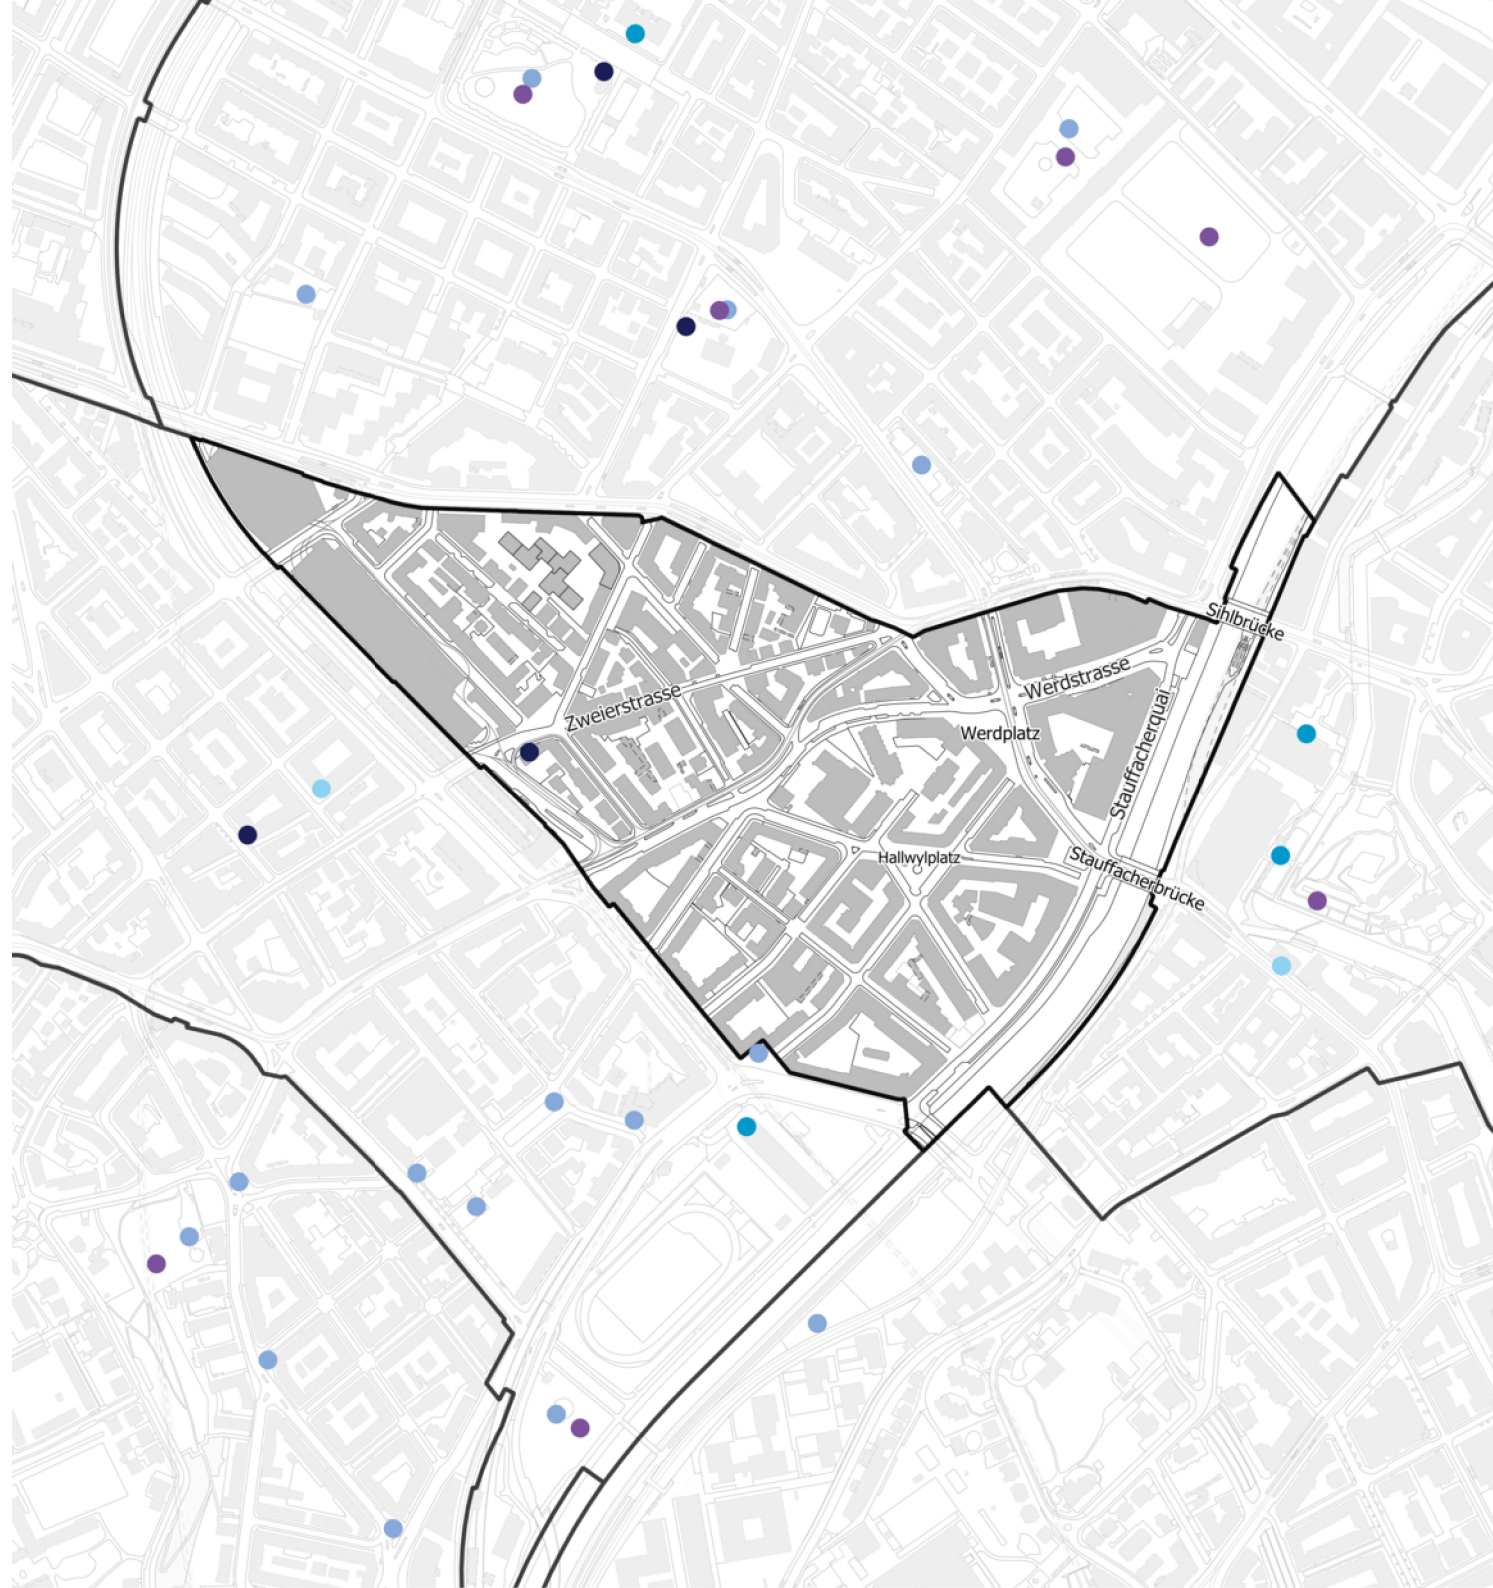 Sihlbrücke
Werdstrasse
Zweierstrasse
Stauffacherquai
Werdplatz
Hallwylplatz
Stauffacherbrücke